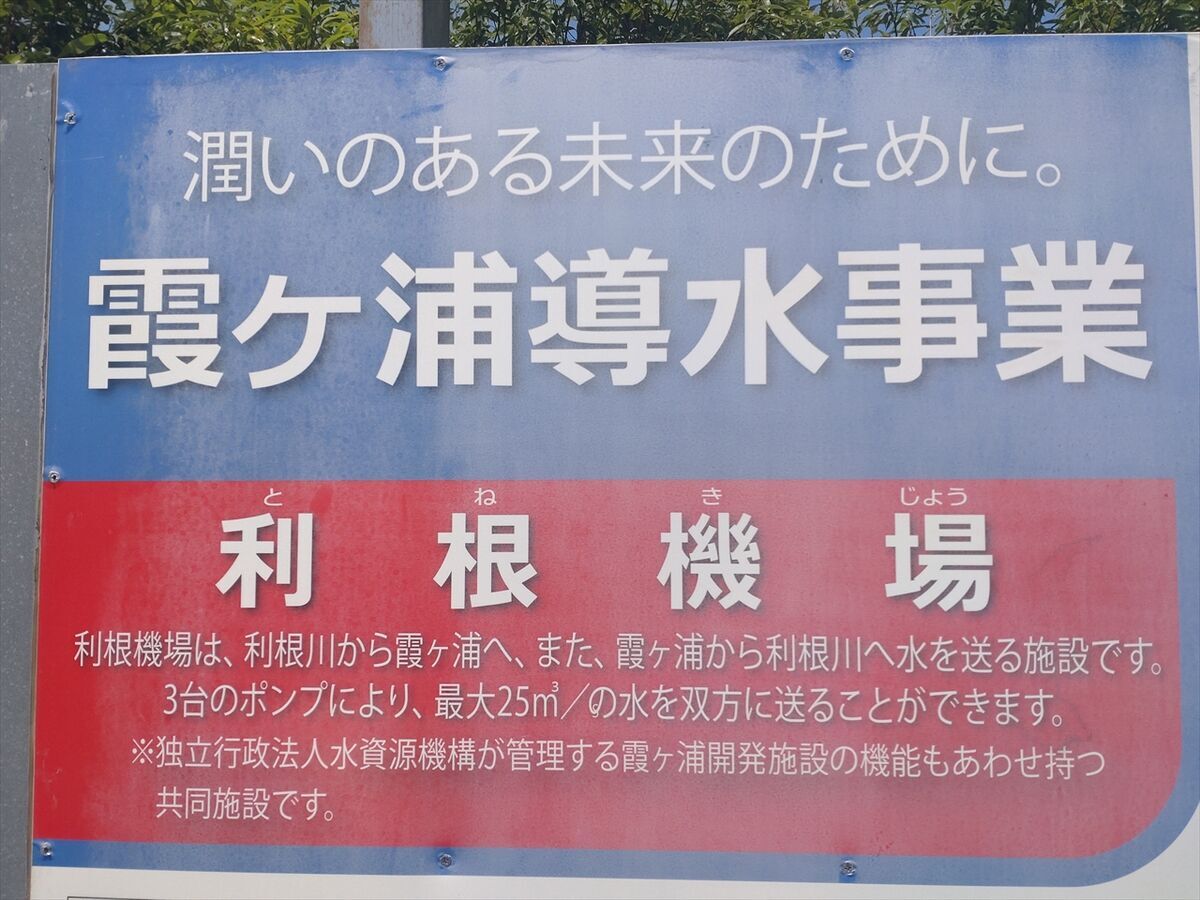 潤いのある未来のために。
霞ヶ浦導水事業
と ね き じょう
利根機場
利根機場は、利根川から霞ヶ浦へ、また、霞ヶ浦から利根川へ水を送る施設です。
3台のポンプにより、最大25㎥／の水を双方に送ることができます。
※独立行政法人水資源機構が管理する霞ヶ浦開発施設の機能もあわせ持つ
共同施設です。